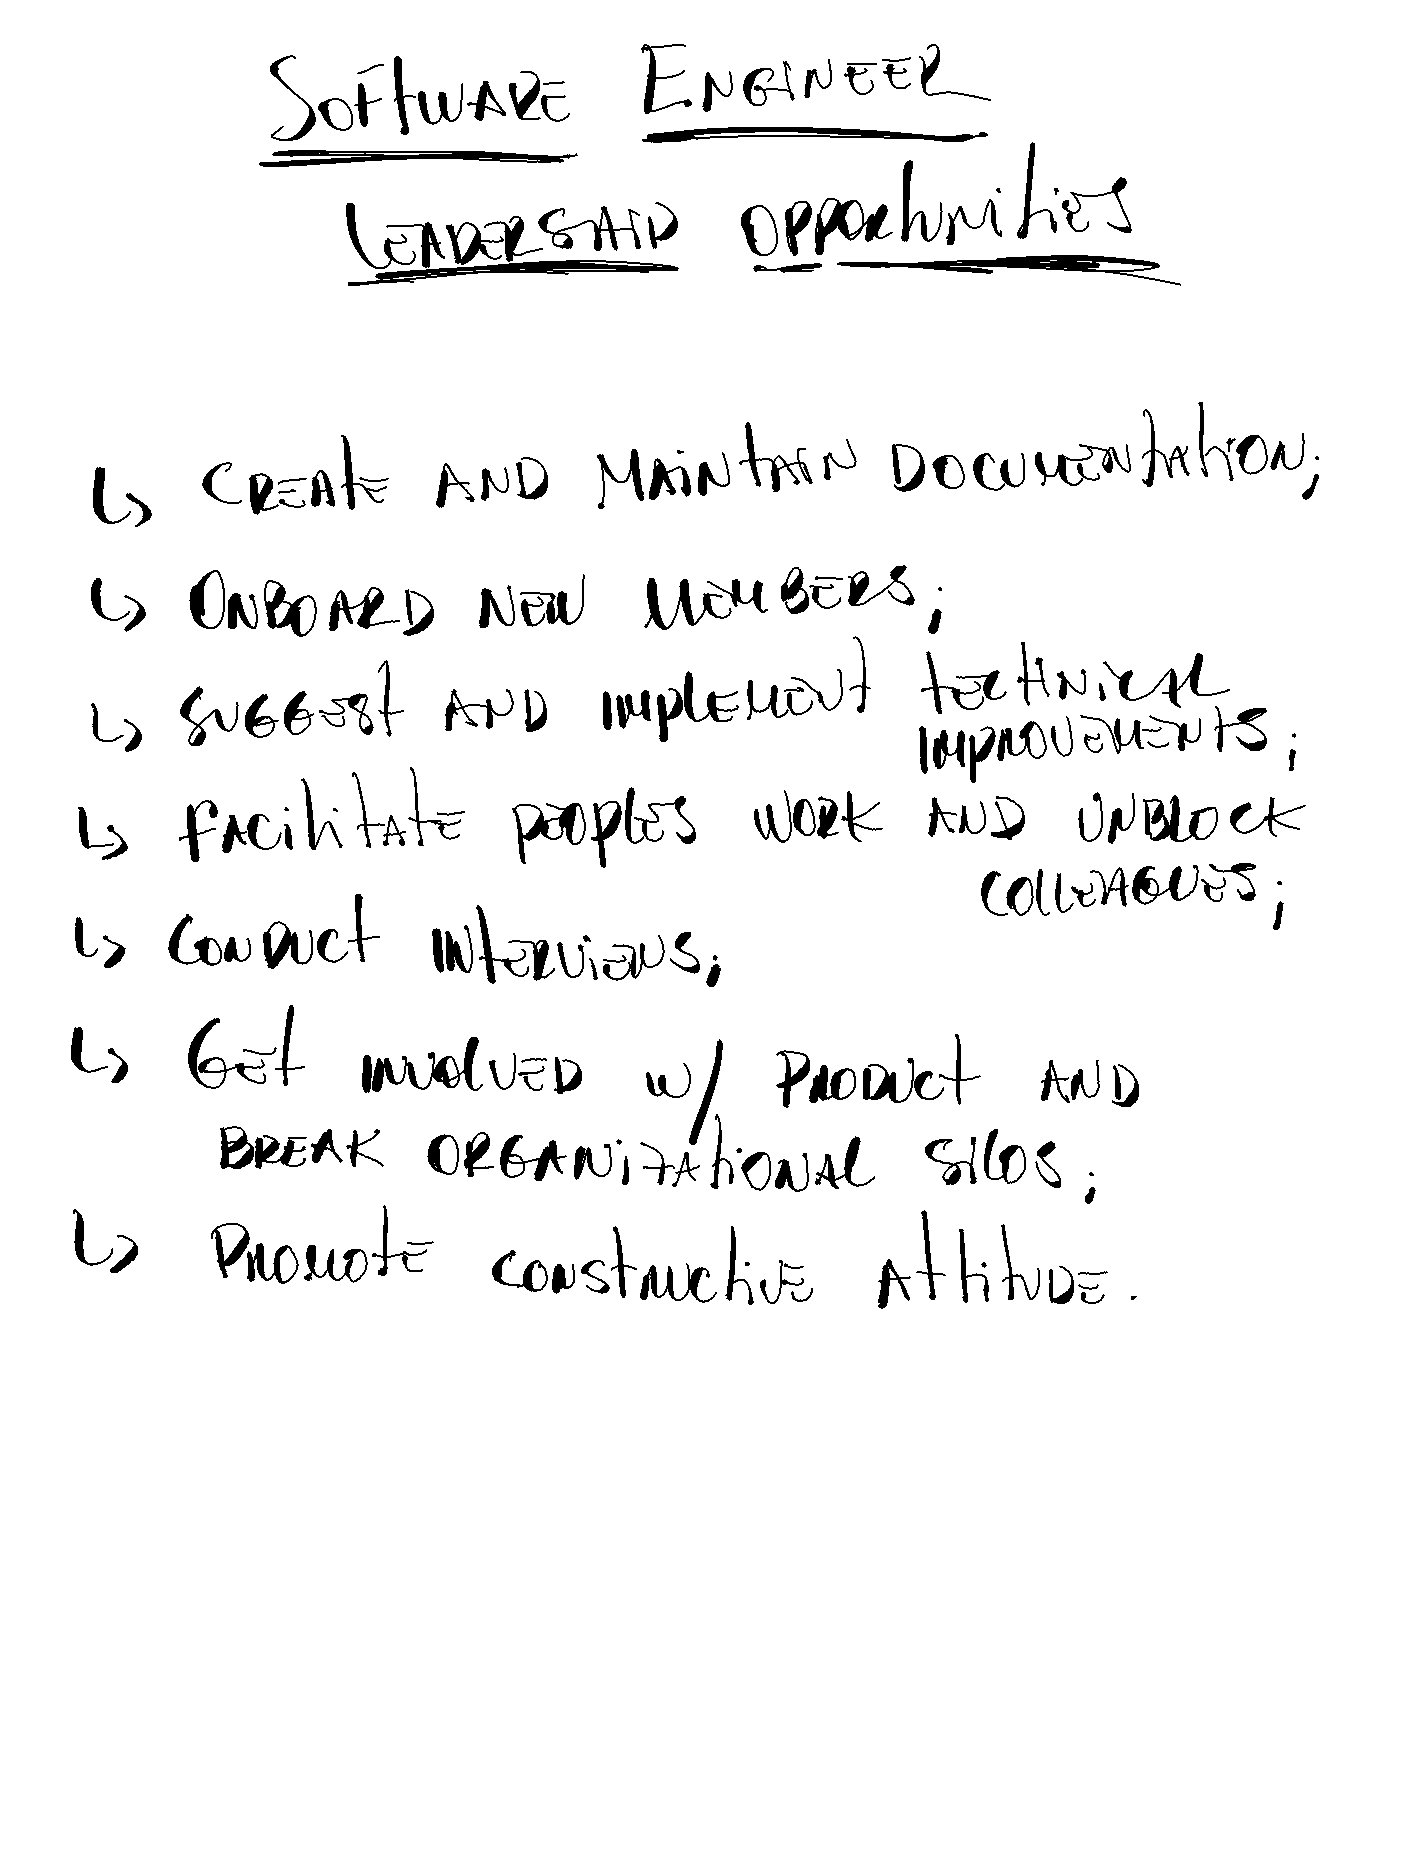 Software Engineer
Leadership opportunities
↳ Create and maintain documentation;
↳ Onboard new members;
↳ suggest and implement technical
improvements;
↳ facilitate peoples work and unblock
colleagues;
↳ Conduct interviews;
↳ Get involved w/ Product and
break organizational silos;
↳ Promote constructive attitude.